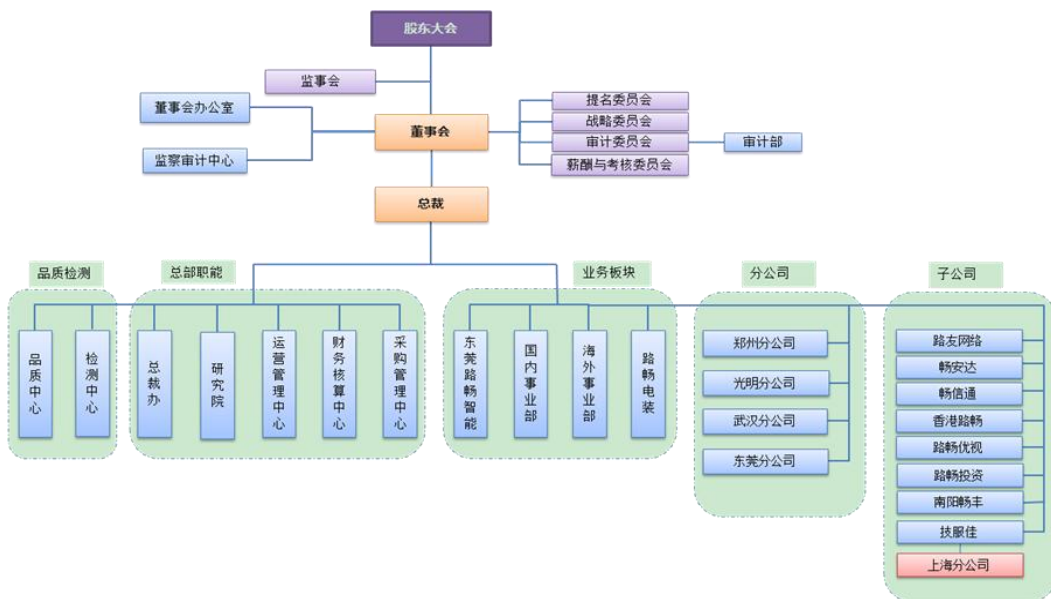 股东大会
监事会
董事会办公室
监察审计中心
董事会
提名委员会
战略委员会
审计委员会
薪酬与考核委员会
审计部
总裁
品质检测
总部职能
业务板块
分公司
子公司
品质中心
检测中心
总裁办
研究院
运营管理中心
财务核算中心
采购管理中心
东莞路畅智能
国内事业部
海外事业部
路畅电装
郑州分公司
光明分公司
武汉分公司
东莞分公司
路友网络
畅安达
畅信通
香港路畅
路畅优视
路畅投资
南阳畅丰
技服佳
上海分公司